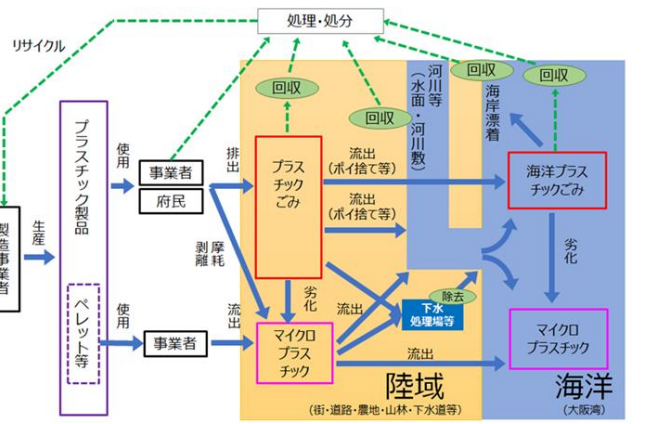 処理・処分
リサイクル
回収
回収
回収
回収
製造事業者
生産
プラスチック製品
ペレット等
使用
使用
事業者
府民
事業者
排出
摩耗
剥離
流出
プラス
チック
ごみ
流出
(ポイ捨て等)
流出
(ポイ捨て等)
劣化
マイクロ
プラス
チック
流出
流出
除去
下水
処理場等
河川等
(水面・河川敷)
海岸漂着
海洋プラス
チックごみ
劣化
マイクロ
プラスチック
陸域
(街・道路・農地・山林・下水道等)
海洋
(大阪湾)